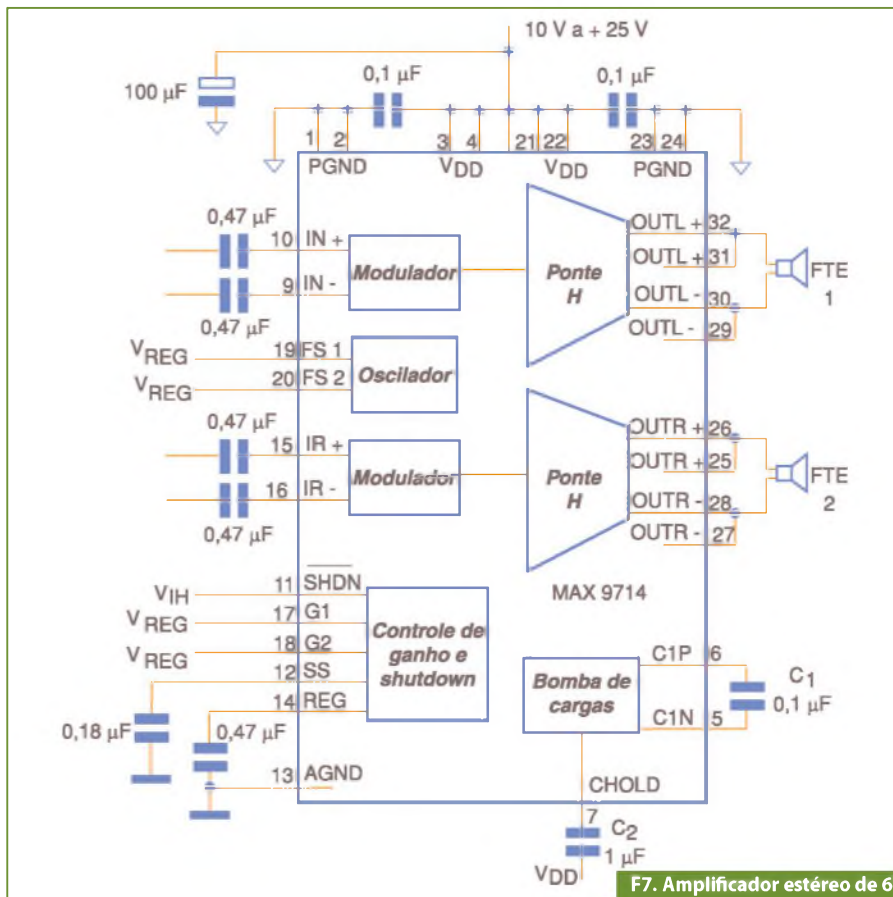 10 V a + 25 V
0,1 µF
0,1 µF
100 µF
1
2
3
4
21
22
23
24
PGND
VDD
VDD
PGND
0,47 µF
10
IN +
9
IN -
0,47 µF
Modulador
Ponte H
OUTL + 32
OUTL + 31
OUTL - 30
OUTL - 29
FTE 1
VREG 19 FS 1
VREG 20 FS 2
Oscilador
0,47 µF
15
IR +
16
IR -
0,47 µF
Modulador
Ponte H
OUTR + 26
OUTR + 25
OUTR - 28
OUTR - 27
FTE 2
MAX 9714
VIH 11 SHDN
VREG 17 G1
VREG 18 G2
12 SS
14 REG
Controle de
ganho e
shutdown
0,18 µF
0,47 µF
13 AGND
Bomba de
cargas
C1P 6
C1N 5
C1
0,1 µF
CHOLD
7
C2
1 µF
VDD
F7. Amplificador estéreo de 6